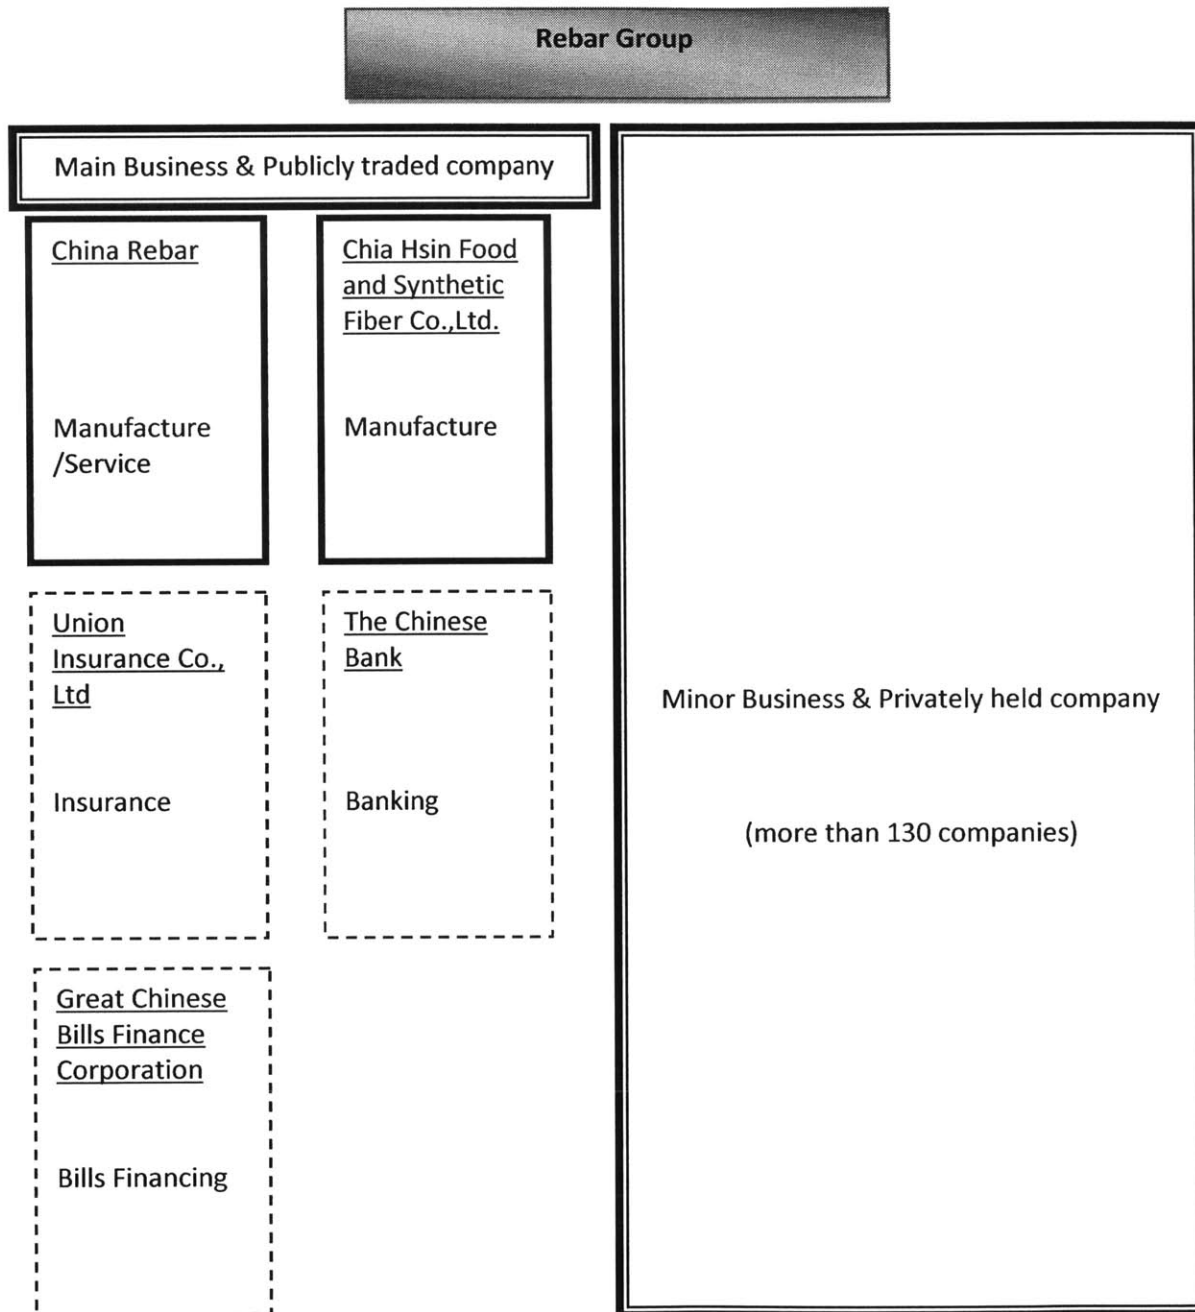 Rebar Group
Main Business & Publicly traded company
China Rebar
Manufacture
/Service
Chia Hsin Food
and Synthetic
Fiber Co.,Ltd.
Manufacture
Union
Insurance Co.,
Ltd
Insurance
The Chinese
Bank
Banking
Great Chinese
Bills Finance
Corporation
Bills Financing
Minor Business & Privately held company
(more than 130 companies)